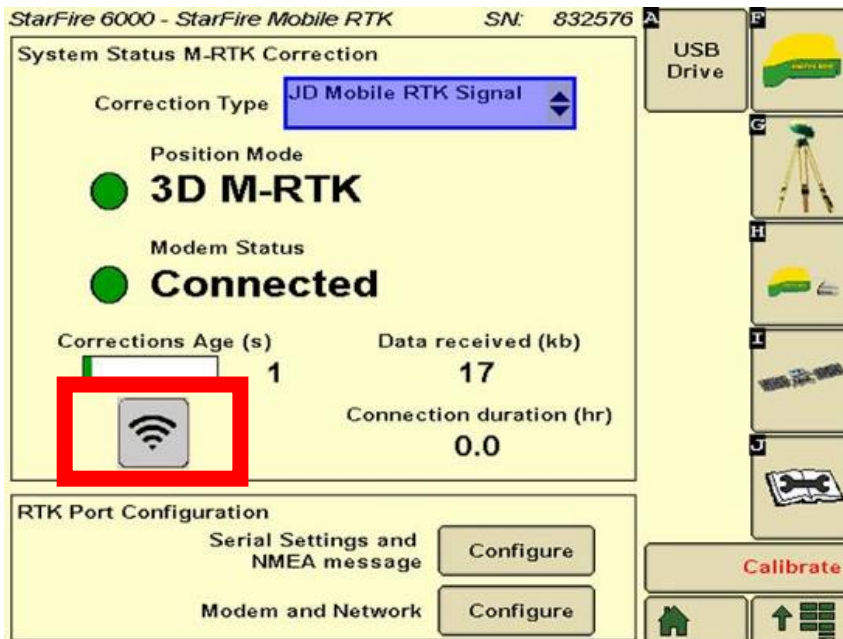 StarFire 6000 - StarFire Mobile RTK SN: 832576
System Status M-RTK Correction
Correction Type JD Mobile RTK Signal
Position Mode
3D M-RTK
Modem Status
Connected
Corrections Age (s)
1
Data received (kb)
17
Connection duration (hr)
0.0
RTK Port Configuration
Serial Settings and
NMEA message
Configure
Modem and Network
Configure
A
USB
Drive
F
G
H
I
J
Calibrate